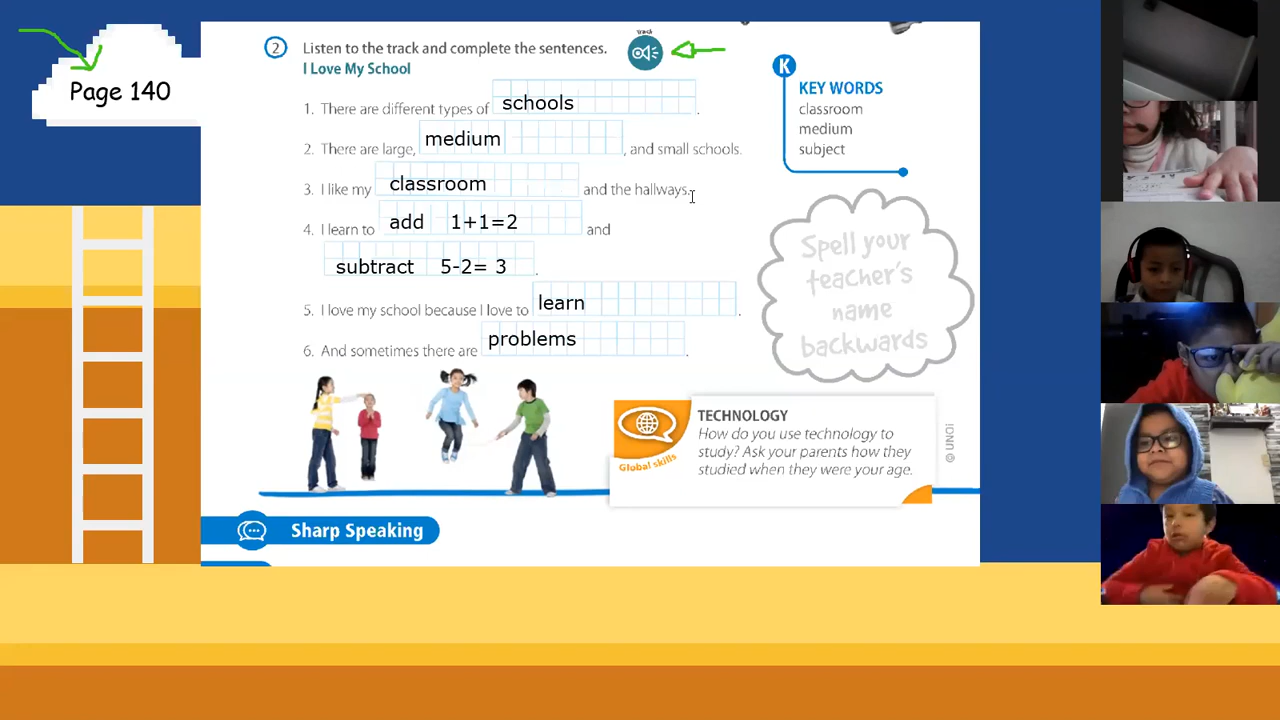 Page 140
2 Listen to the track and complete the sentences.
track
I Love My School
1. There are different types of schools.
2. There are large, medium, and small schools.
3. I like my classroom and the hallways.
4. I learn to add 1+1=2 and
subtract 5-2= 3.
5. I love my school because I love to learn.
6. And sometimes there are problems.
K
KEY WORDS
classroom
medium
subject
Spell your
teacher's
name
backwards
Global skills
TECHNOLOGY
How do you use technology to
study? Ask your parents how they
studied when they were your age.
© UNOi
Sharp Speaking